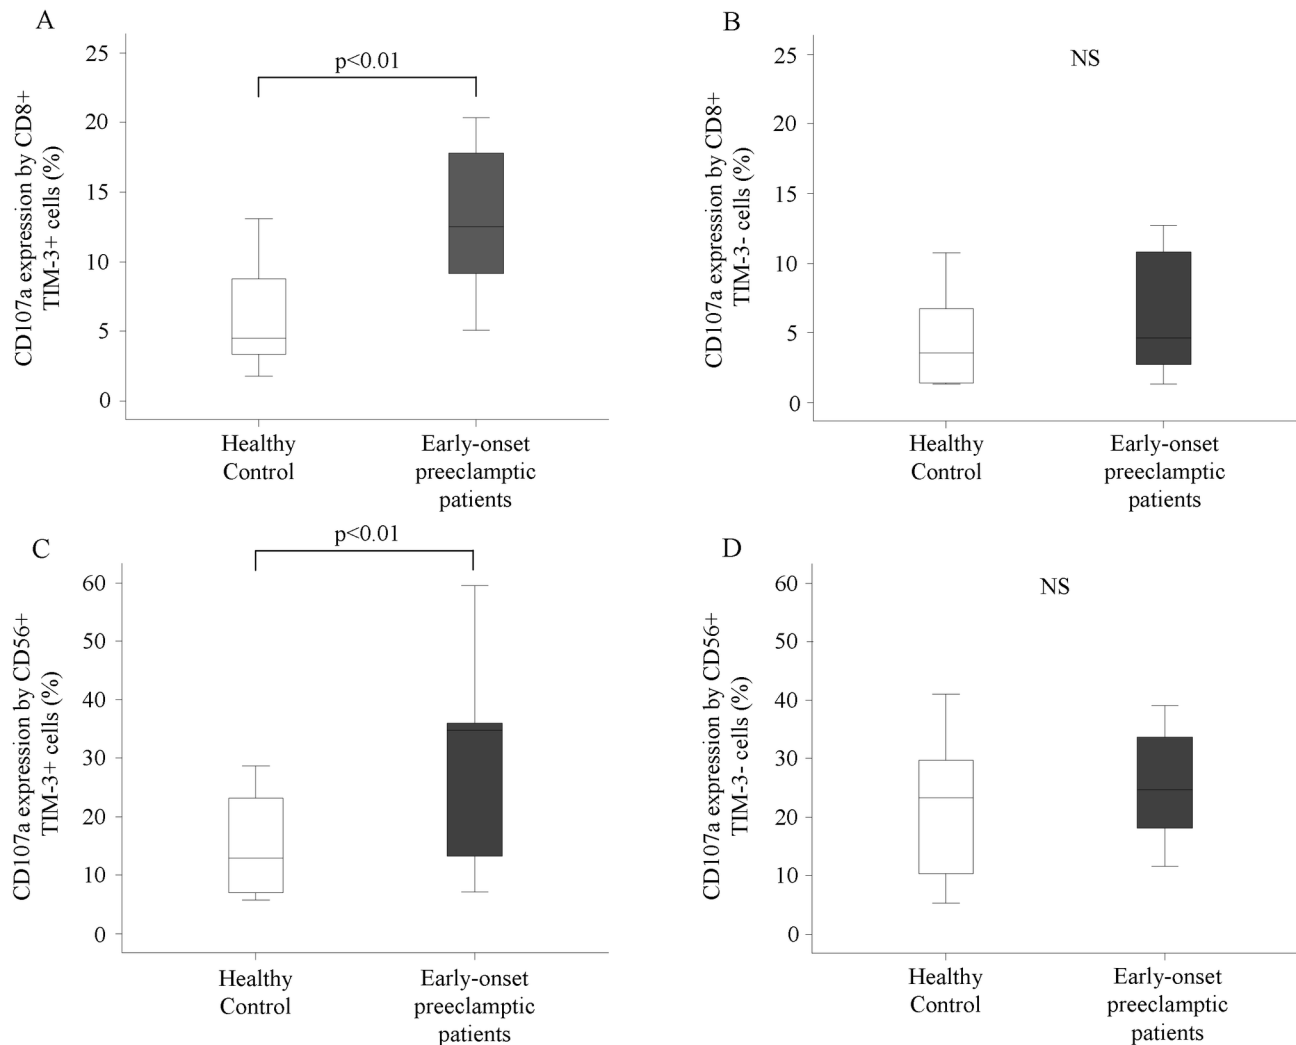 A
CD107a expression by CD8+
TIM-3+ cells (%)
25
20
15
10
5
0
p<0.01
Healthy
Control
Early-onset
preeclamptic
patients
B
CD107a expression by CD8+
TIM-3- cells (%)
25
20
15
10
5
0
NS
Healthy
Control
Early-onset
preeclamptic
patients
C
CD107a expression by CD56+
TIM-3+ cells (%)
60
50
40
30
20
10
0
p<0.01
Healthy
Control
Early-onset
preeclamptic
patients
D
CD107a expression by CD56+
TIM-3- cells (%)
60
50
40
30
20
10
0
NS
Healthy
Control
Early-onset
preeclamptic
patients